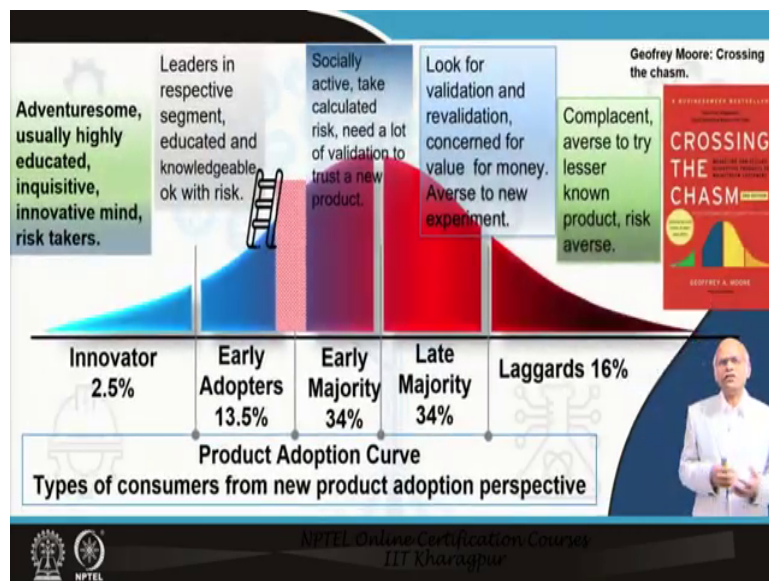 Adventuresome,
usually highly
educated,
inquisitive,
innovative mind,
risk takers.
Leaders in
respective
segment,
educated and
knowledgeable,
ok with risk.
Socially
active, take
calculated
risk, need a lot
of validation to
trust a new
product.
Look for
validation and
revalidation,
concerned for
value for money.
Averse to new
experiment.
Complacent,
averse to try
lesser
known
product, risk
averse.
Geofrey Moore: Crossing
the chasm.
A BUSINESSWEEK BESTSELLER
CROSSING
THE
CHASM
GEOFFREY A. MOORE
Innovator
2.5%
Early
Adopters
13.5%
Early
Majority
34%
Late
Majority
34%
Laggards 16%
Product Adoption Curve
Types of consumers from new product adoption perspective
NPTEL
NPTEL Online Certification Courses
IIT Kharagpur